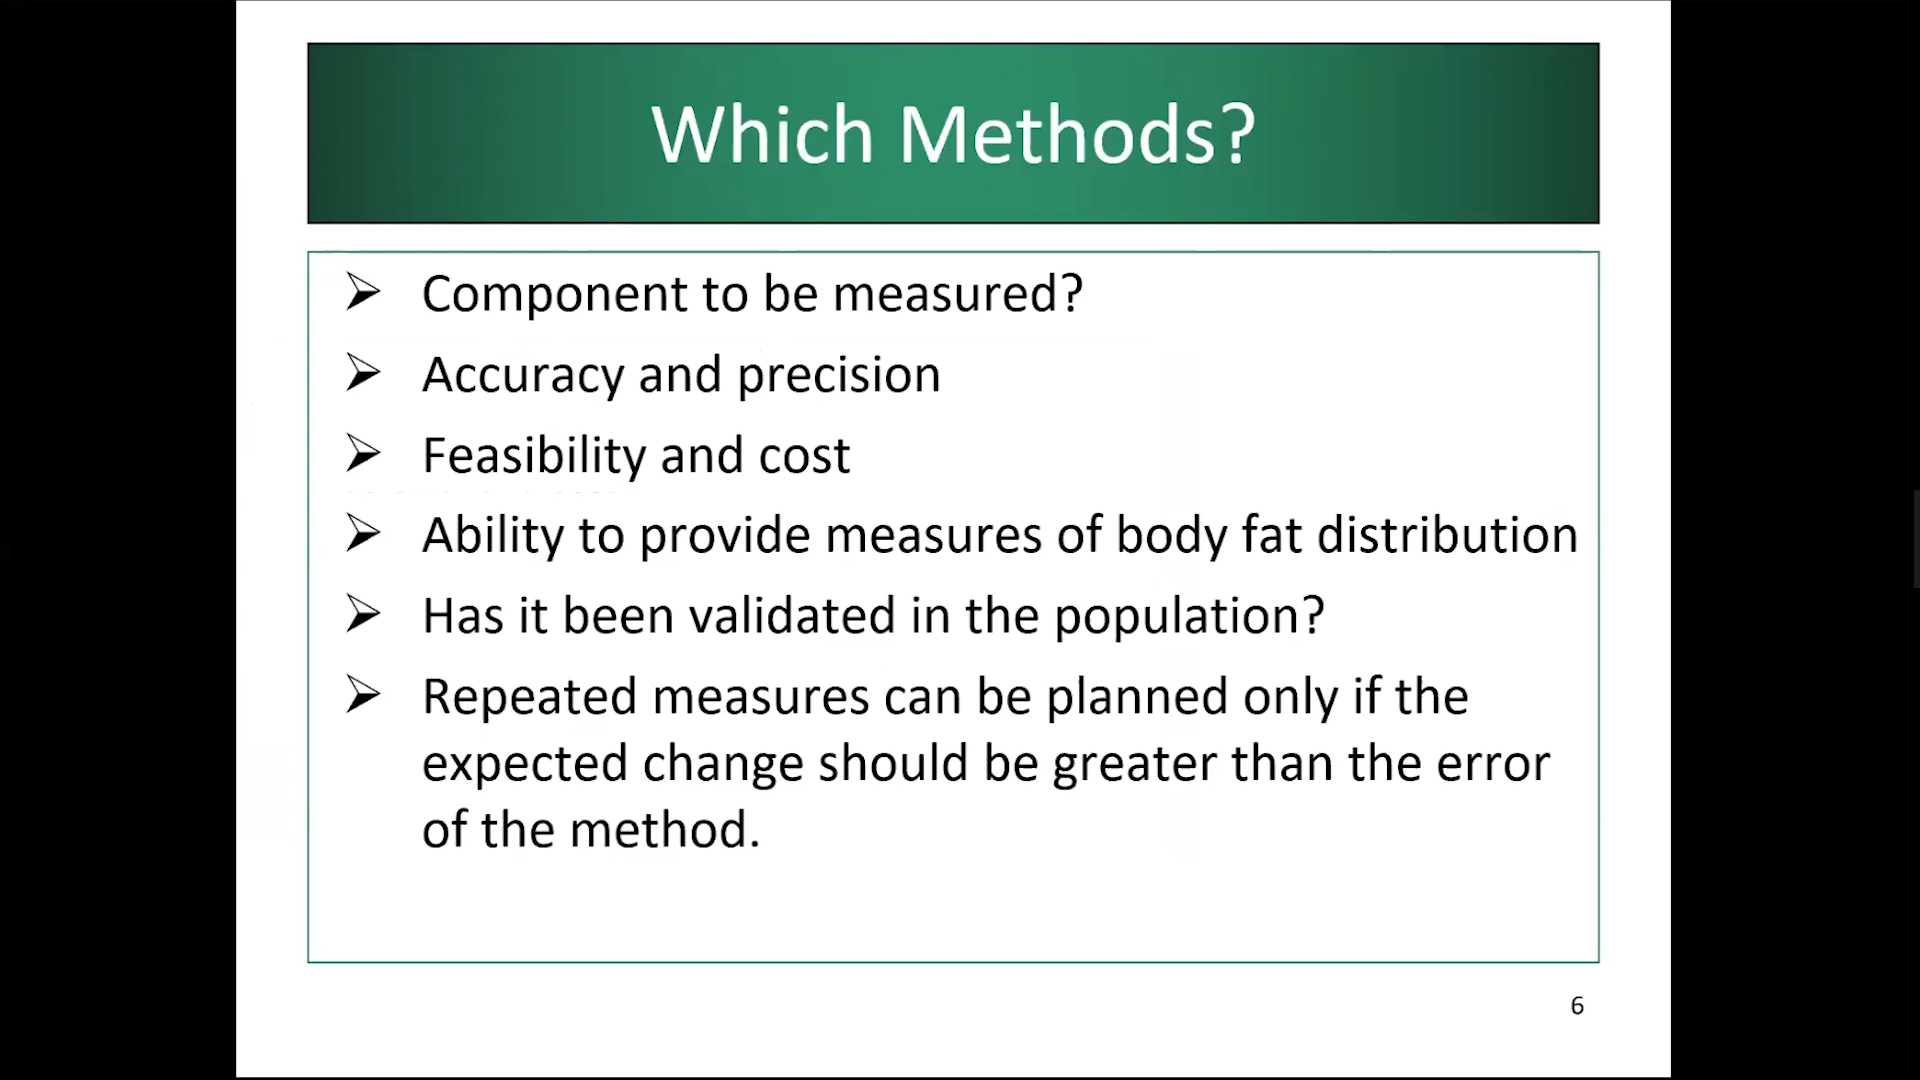 Which Methods?
Component to be measured?
Accuracy and precision
Feasibility and cost
Ability to provide measures of body fat distribution
Has it been validated in the population?
Repeated measures can be planned only if the
expected change should be greater than the error
of the method.
6